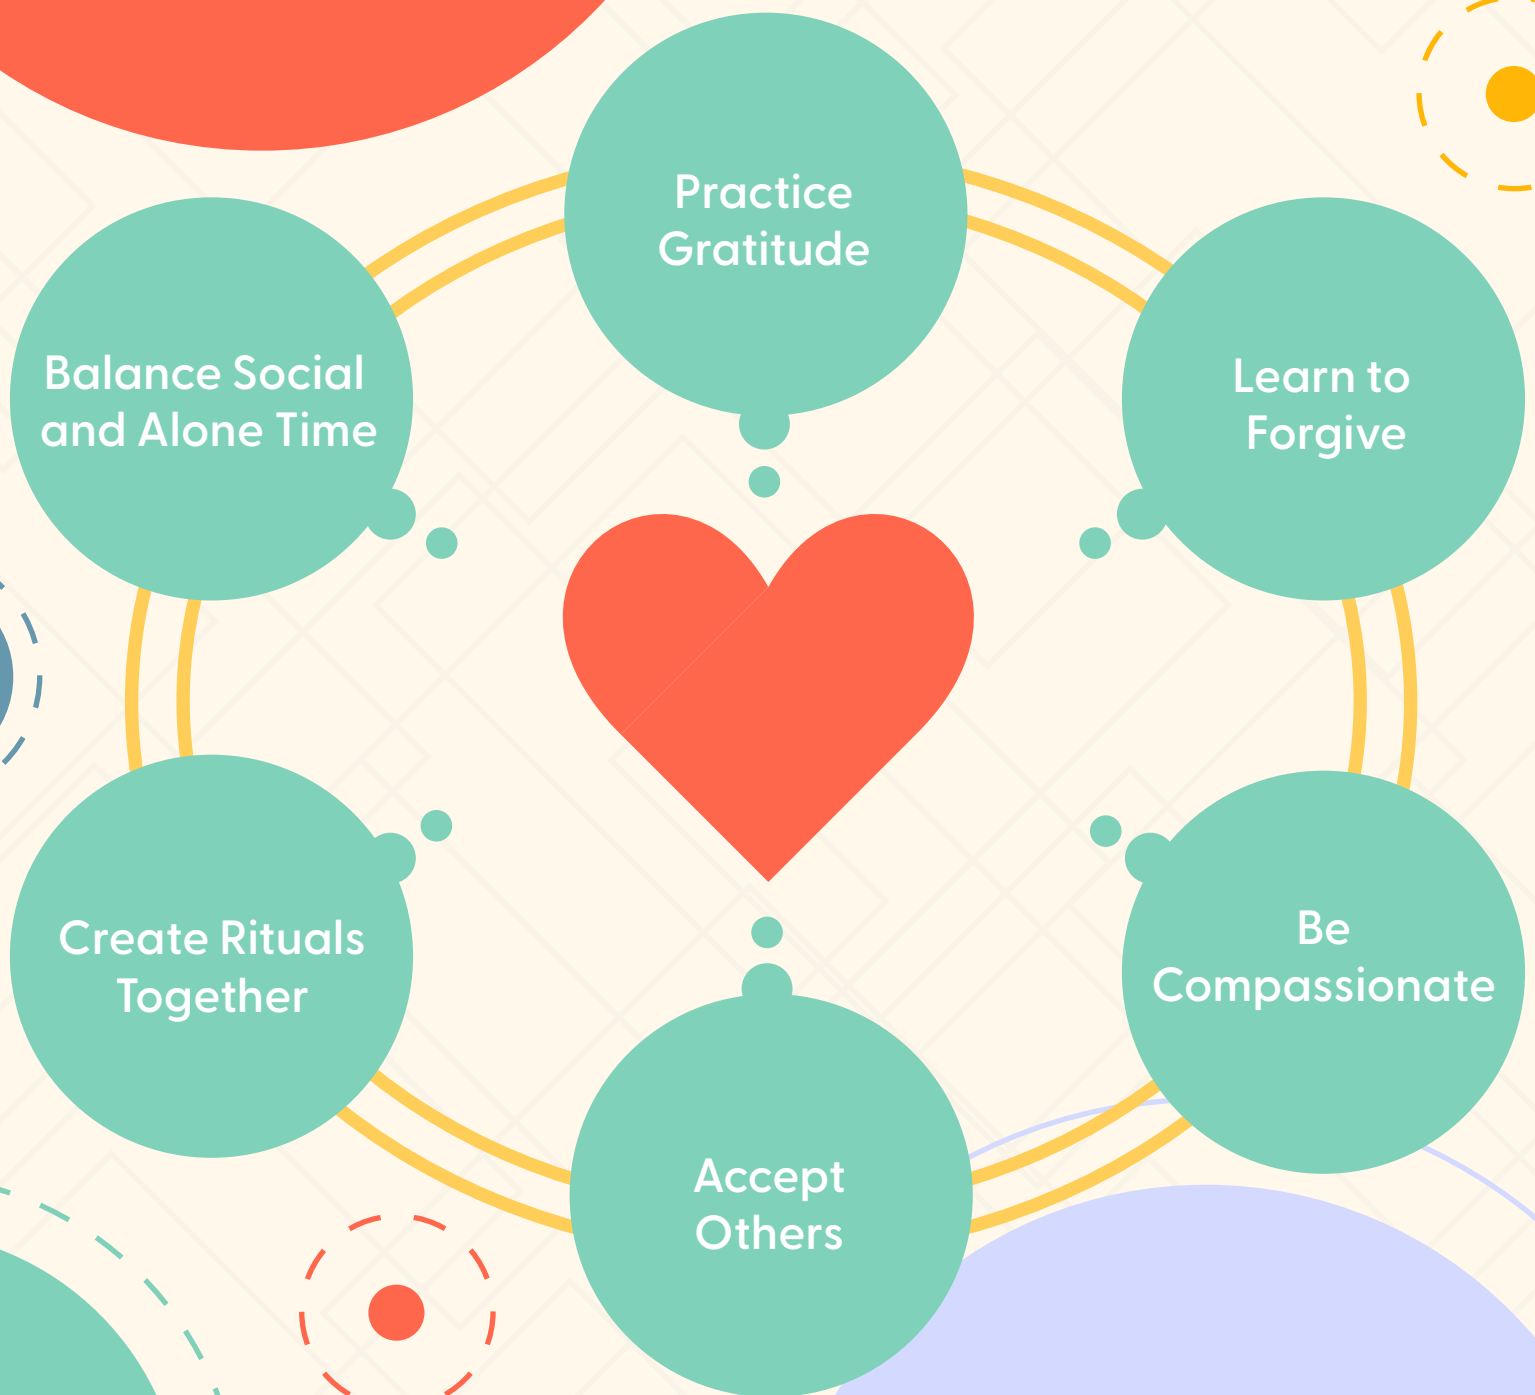 Practice
Gratitude
Learn to
Forgive
Be
Compassionate
Accept
Others
Create Rituals
Together
Balance Social
and Alone Time